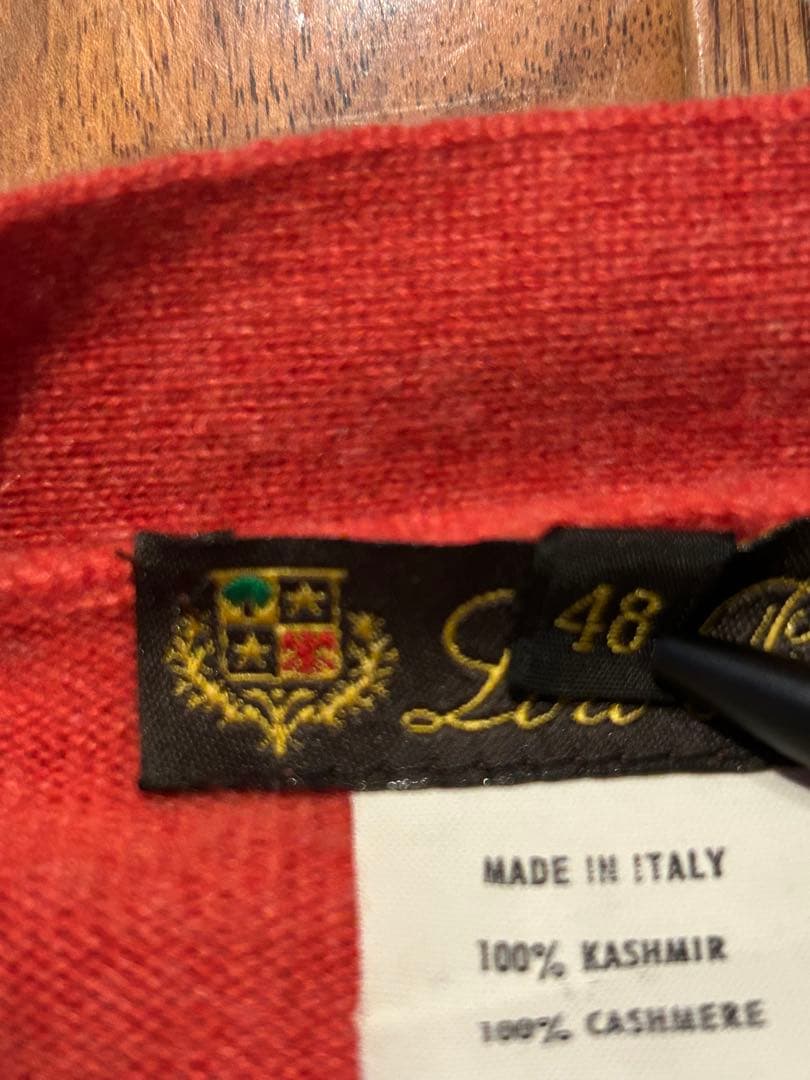 48
MADE IN ITALY
100% KASHMIR
100% CASHMERE